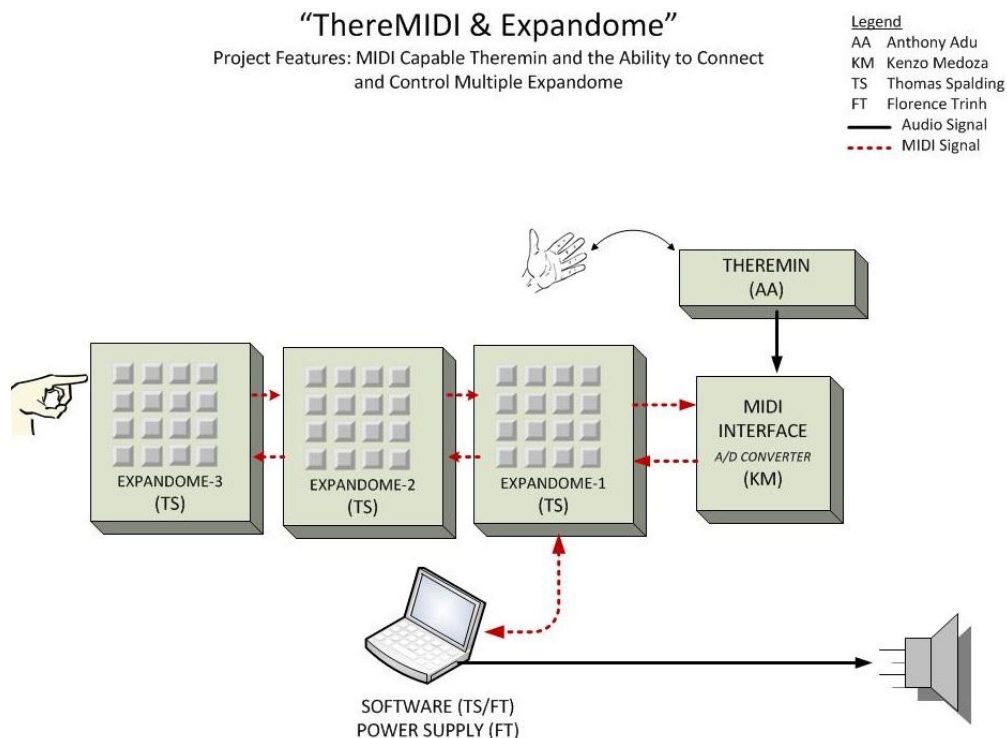 “ThereMIDI & Expandome”
Project Features: MIDI Capable Theremin and the Ability to Connect
and Control Multiple Expandome
Legend
AA Anthony Adu
KM Kenzo Medoza
TS Thomas Spalding
FT Florence Trinh
Audio Signal
MIDI Signal
THEREMIN
(AA)
MIDI
INTERFACE
A/D CONVERTER
(KM)
EXPANDOME-3
(TS)
EXPANDOME-2
(TS)
EXPANDOME-1
(TS)
SOFTWARE (TS/FT)
POWER SUPPLY (FT)